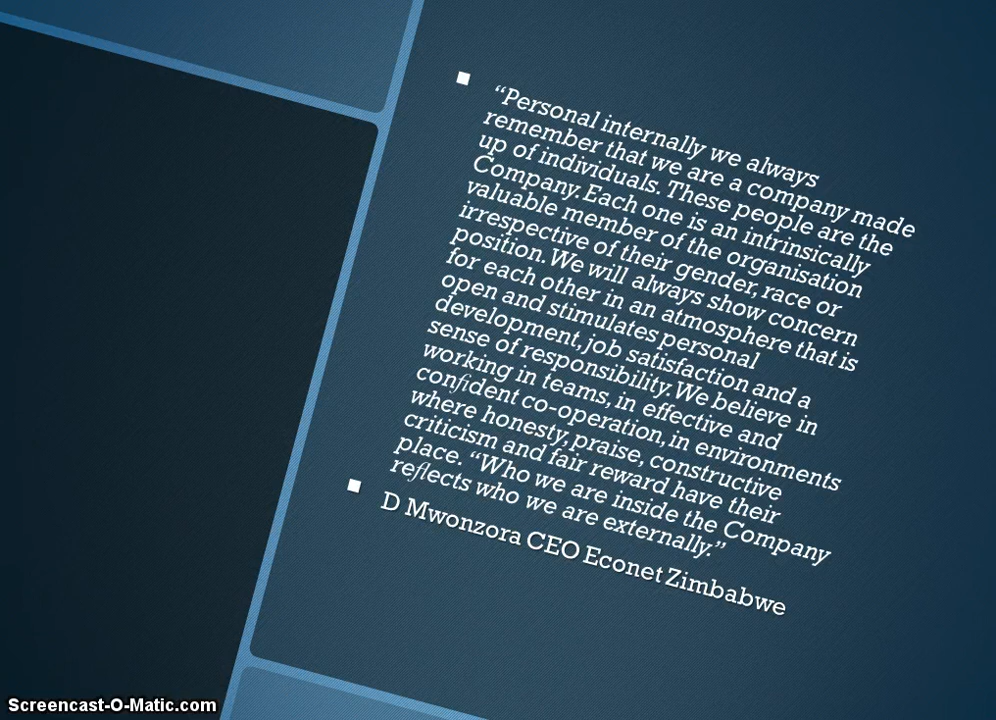 ▪ “Personal internally we always
remember that we are a company made
up of individuals. These people are the
Company. Each one is an intrinsically
valuable member of the organisation
irrespective of their gender, race or
position. We will always show concern
for each other in an atmosphere that is
open and stimulates personal
development, job satisfaction and a
sense of responsibility. We believe in
working in teams, in effective and
confident co-operation, in environments
where honesty, praise, constructive
criticism and fair reward have their
place. “Who we are inside the Company
reflects who we are externally.”
▪ D Mwonzora CEO Econet Zimbabwe
Screencast-O-Matic.com